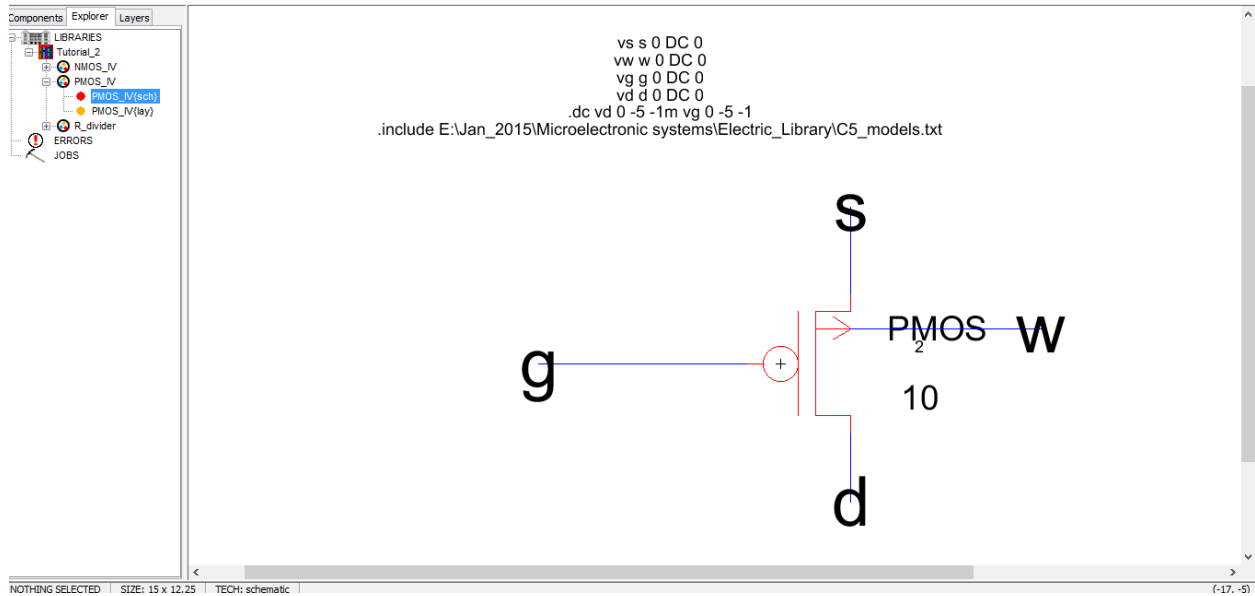 Components Explorer Layers
LIBRARIES
Tutorial_2
NMOS_IV
PMOS_IV
PMOS_IV{sch}
PMOS_IV{lay}
R_divider
ERRORS
JOBS
vs s 0 DC 0
vw w 0 DC 0
vg g 0 DC 0
vd d 0 DC 0
.dc vd 0 -5 -1m vg 0 -5 -1
.include E:\Jan_2015\Microelectronic systems\Electric_Library\C5_models.txt
s
PMOS
w
2
g
10
d
NOTHING SELECTED SIZE: 15 x 12.25 TECH: schematic (-17, -5)